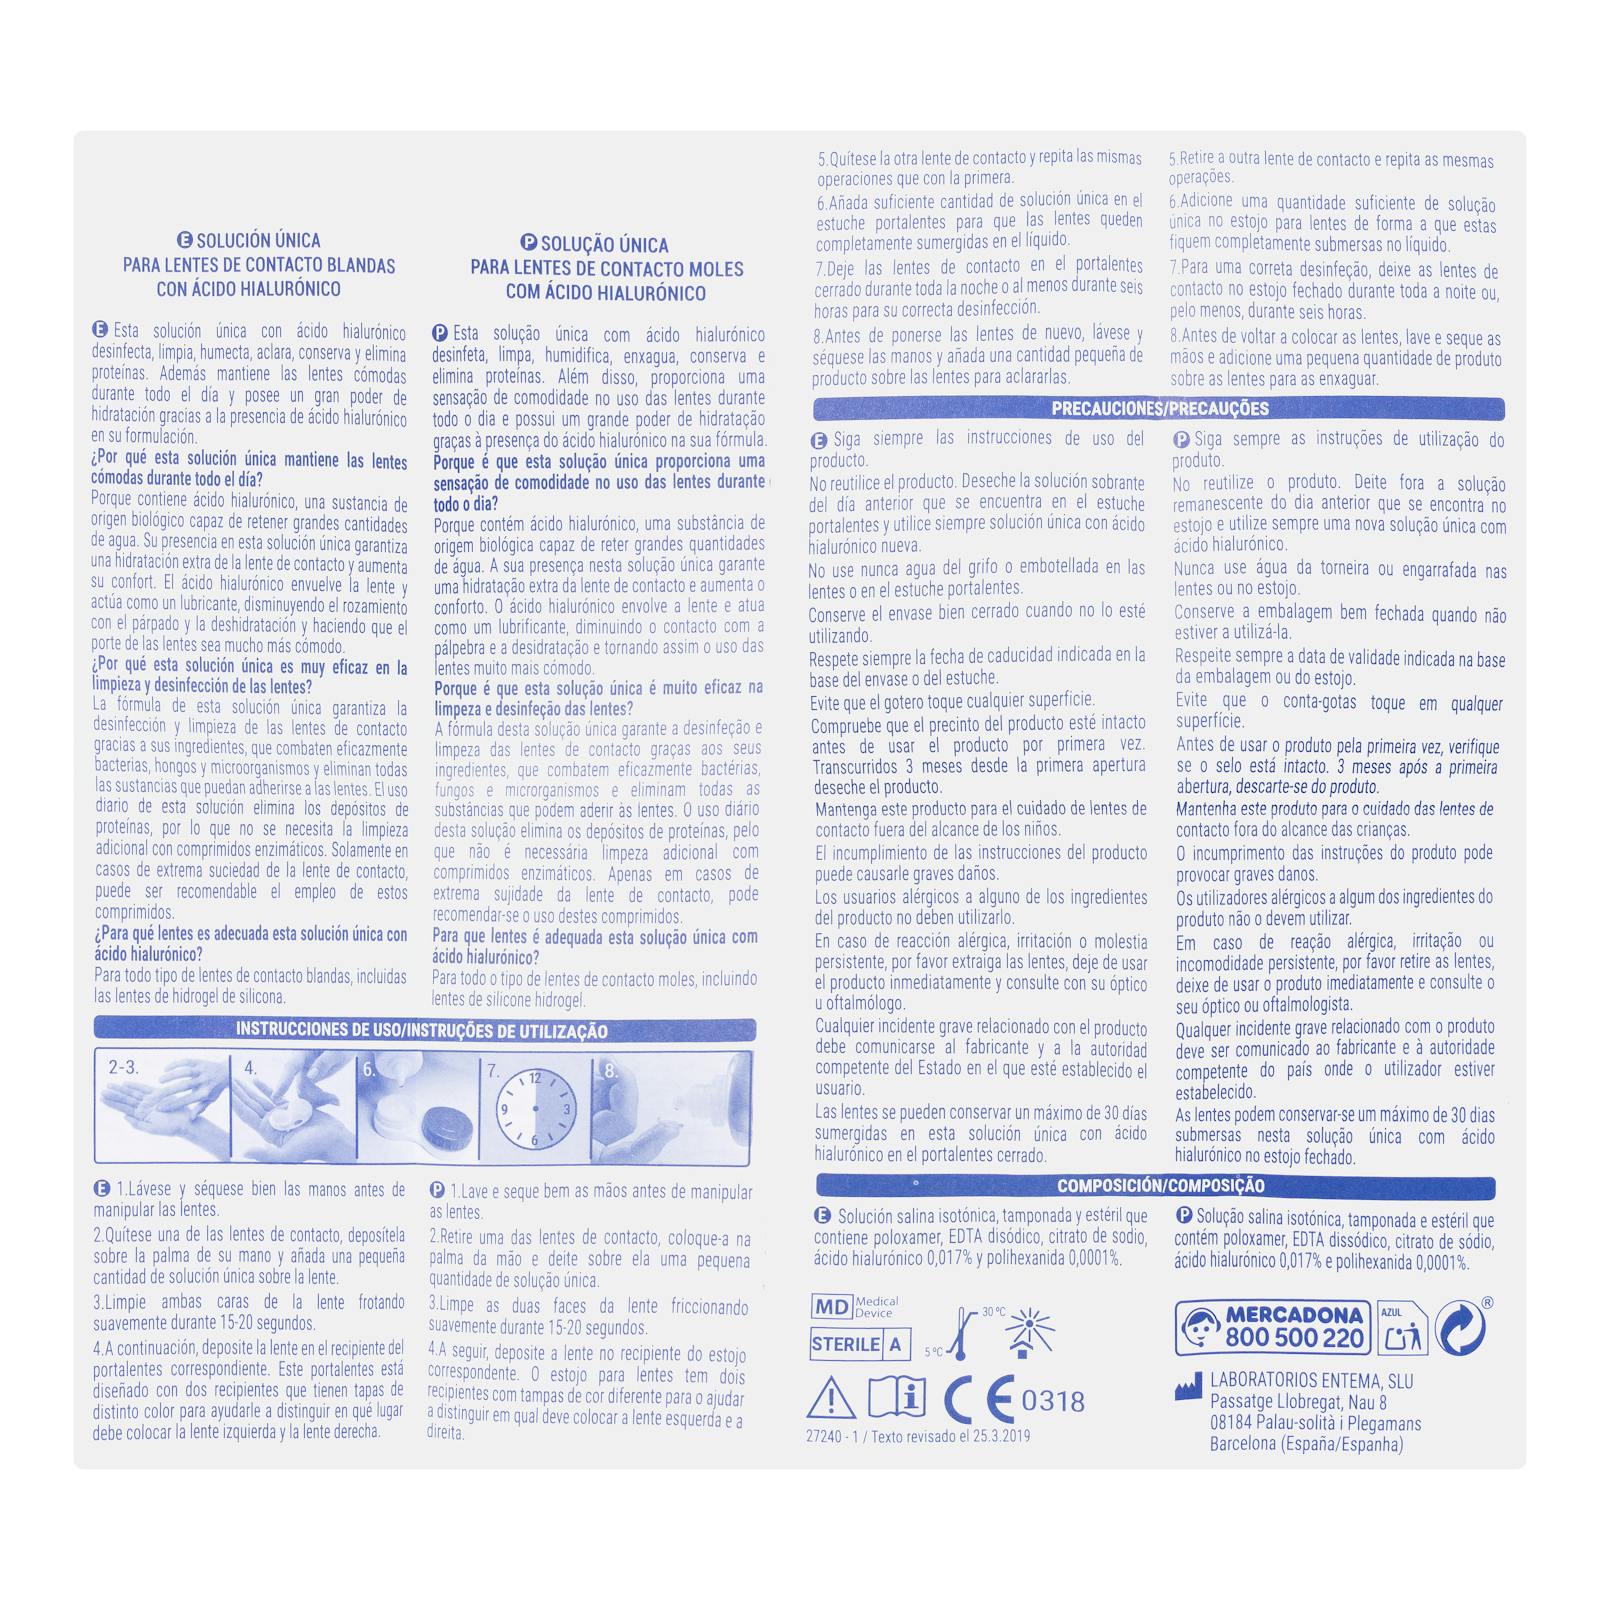 E SOLUCIÓN ÚNICA
PARA LENTES DE CONTACTO BLANDAS
CON ÁCIDO HIALURÓNICO
E Esta solución única con ácido hialurónico
desinfecta, limpia, humecta, aclara, conserva y elimina
proteínas. Además mantiene las lentes cómodas
durante todo el día y posee un gran poder de
hidratación gracias a la presencia de ácido hialurónico
en su formulación.
¿Por qué esta solución única mantiene las lentes
cómodas durante todo el día?
Porque contiene ácido hialurónico, una sustancia de
origen biológico capaz de retener grandes cantidades
de agua. Su presencia en esta solución única garantiza
una hidratación extra de la lente de contacto y aumenta
su confort. El ácido hialurónico envuelve la lente y
actúa como un lubricante, disminuyendo el rozamiento
con el párpado y la deshidratación y haciendo que el
porte de las lentes sea mucho más cómodo.
¿Por qué esta solución única es muy eficaz en la
limpieza y desinfección de las lentes?
La fórmula de esta solución única garantiza la
desinfección y limpieza de las lentes de contacto
gracias a sus ingredientes, que combaten eficazmente
bacterias, hongos y microorganismos y eliminan todas
las sustancias que puedan adherirse a las lentes. El uso
diario de esta solución elimina los depósitos de
proteínas, por lo que no se necesita la limpieza
adicional con comprimidos enzimáticos. Solamente en
casos de extrema suciedad de la lente de contacto,
puede ser recomendable el empleo de estos
comprimidos.
¿Para qué lentes es adecuada esta solución única con
ácido hialurónico?
Para todo tipo de lentes de contacto blandas, incluidas
las lentes de hidrogel de silicona.
P SOLUÇÃO ÚNICA
PARA LENTES DE CONTACTO MOLES
COM ÁCIDO HIALURÓNICO
P Esta solução única com ácido hialurónico
desinfeta, limpa, humidifica, enxagua, conserva e
elimina proteínas. Além disso, proporciona uma
sensação de comodidade no uso das lentes durante
todo o dia e possui um grande poder de hidratação
graças à presença do ácido hialurónico na sua fórmula.
Porque é que esta solução única proporciona uma
sensação de comodidade no uso das lentes durante
todo o dia?
Porque contém ácido hialurónico, uma substância de
origem biológica capaz de reter grandes quantidades
de água. A sua presença nesta solução única garante
uma hidratação extra da lente de contacto e aumenta o
conforto. O ácido hialurónico envolve a lente e atua
como um lubrificante, diminuindo o contacto com a
pálpebra e a desidratação e tornando assim o uso das
lentes muito mais cómodo.
Porque é que esta solução única é muito eficaz na
limpeza e desinfeção das lentes?
A fórmula desta solução única garante a desinfeção e
limpeza das lentes de contacto graças aos seus
ingredientes, que combatem eficazmente bactérias,
fungos e microrganismos e eliminam todas as
substâncias que podem aderir às lentes. O uso diário
desta solução elimina os depósitos de proteínas, pelo
que não é necessária limpeza adicional com
comprimidos enzimáticos. Apenas em casos de
extrema sujidade da lente de contacto, pode
recomendar-se o uso destes comprimidos.
Para que lentes é adequada esta solução única com
ácido hialurónico?
Para todo o tipo de lentes de contacto moles, incluindo
lentes de silicone hidrogel.
INSTRUCCIONES DE USO/INSTRUÇÕES DE UTILIZAÇÃO
2-3. 4. 6. 7. 12 3 6 9 8.
E 1.Lávese y séquese bien las manos antes de
manipular las lentes.
2.Quítese una de las lentes de contacto, deposítela
sobre la palma de su mano y añada una pequeña
cantidad de solución única sobre la lente.
3.Limpie ambas caras de la lente frotando
suavemente durante 15-20 segundos.
4.A continuación, deposite la lente en el recipiente del
portalentes correspondiente. Este portalentes está
diseñado con dos recipientes que tienen tapas de
distinto color para ayudarle a distinguir en qué lugar
debe colocar la lente izquierda y la lente derecha.
P 1.Lave e seque bem as mãos antes de manipular
as lentes.
2.Retire uma das lentes de contacto, coloque-a na
palma da mão e deite sobre ela uma pequena
quantidade de solução única.
3.Limpe as duas faces da lente friccionando
suavemente durante 15-20 segundos.
4.A seguir, deposite a lente no recipiente do estojo
correspondente. O estojo para lentes tem dois
recipientes com tampas de cor diferente para o ajudar
a distinguir em qual deve colocar a lente esquerda e a
direita.
5.Quítese la otra lente de contacto y repita las mismas
operaciones que con la primera.
6.Añada suficiente cantidad de solución única en el
estuche portalentes para que las lentes queden
completamente sumergidas en el líquido.
7.Deje las lentes de contacto en el portalentes
cerrado durante toda la noche o al menos durante seis
horas para su correcta desinfección.
8.Antes de ponerse las lentes de nuevo, lávese y
séquese las manos y añada una cantidad pequeña de
producto sobre las lentes para aclararlas.
5.Retire a outra lente de contacto e repita as mesmas
operações.
6.Adicione uma quantidade suficiente de solução
única no estojo para lentes de forma a que estas
fiquem completamente submersas no líquido.
7.Para uma correta desinfeção, deixe as lentes de
contacto no estojo fechado durante toda a noite ou,
pelo menos, durante seis horas.
8.Antes de voltar a colocar as lentes, lave e seque as
mãos e adicione uma pequena quantidade de produto
sobre as lentes para as enxaguar.
PRECAUCIONES/PRECAUÇÕES
E Siga siempre las instrucciones de uso del
producto.
No reutilice el producto. Deseche la solución sobrante
del día anterior que se encuentra en el estuche
portalentes y utilice siempre solución única con ácido
hialurónico nueva.
No use nunca agua del grifo o embotellada en las
lentes o en el estuche portalentes.
Conserve el envase bien cerrado cuando no lo esté
utilizando.
Respete siempre la fecha de caducidad indicada en la
base del envase o del estuche.
Evite que el gotero toque cualquier superficie.
Compruebe que el precinto del producto esté intacto
antes de usar el producto por primera vez.
Transcurridos 3 meses desde la primera apertura
deseche el producto.
Mantenga este producto para el cuidado de lentes de
contacto fuera del alcance de los niños.
El incumplimiento de las instrucciones del producto
puede causarle graves daños.
Los usuarios alérgicos a alguno de los ingredientes
del producto no deben utilizarlo.
En caso de reacción alérgica, irritación o molestia
persistente, por favor extraiga las lentes, deje de usar
el producto inmediatamente y consulte con su óptico
u oftalmólogo.
Cualquier incidente grave relacionado con el producto
debe comunicarse al fabricante y a la autoridad
competente del Estado en el que esté establecido el
usuario.
Las lentes se pueden conservar un máximo de 30 días
sumergidas en esta solución única con ácido
hialurónico en el portalentes cerrado.
P Siga sempre as instruções de utilização do
produto.
No reutilize o produto. Deite fora a solução
remanescente do dia anterior que se encontra no
estojo e utilize sempre uma nova solução única com
ácido hialurónico.
Nunca use água da torneira ou engarrafada nas
lentes ou no estojo.
Conserve a embalagem bem fechada quando não
estiver a utilizá-la.
Respeite sempre a data de validade indicada na base
da embalagem ou do estojo.
Evite que o conta-gotas toque em qualquer
superfície.
Antes de usar o produto pela primeira vez, verifique
se o selo está intacto. 3 meses após a primeira
abertura, descarte-se do produto.
Mantenha este produto para o cuidado das lentes de
contacto fora do alcance das crianças.
O incumprimento das instruções do produto pode
provocar graves danos.
Os utilizadores alérgicos a algum dos ingredientes do
produto não o devem utilizar.
Em caso de reação alérgica, irritação ou
incomodidade persistente, por favor retire as lentes,
deixe de usar o produto imediatamente e consulte o
seu óptico ou oftalmologista.
Qualquer incidente grave relacionado com o produto
deve ser comunicado ao fabricante e à autoridade
competente do país onde o utilizador estiver
estabelecido.
As lentes podem conservar-se um máximo de 30 dias
submersas nesta solução única com ácido
hialurónico no estojo fechado.
COMPOSICIÓN/COMPOSIÇÃO
E Solución salina isotónica, tamponada y estéril que
contiene poloxamer, EDTA disódico, citrato de sodio,
ácido hialurónico 0,017% y polihexanida 0,0001%.
P Solução salina isotónica, tamponada e estéril que
contém poloxamer, EDTA dissódico, citrato de sódio,
ácido hialurónico 0,017% e polihexanida 0,0001%.
MD Medical
Device
STERILE A
5 ºC 30 ºC
i CE 0318
27240 - 1 / Texto revisado el 25.3.2019
MERCADONA
800 500 220
AZUL
®
LABORATORIOS ENTEMA, SLU
Passatge Llobregat, Nau 8
08184 Palau-solità i Plegamans
Barcelona (España/Espanha)